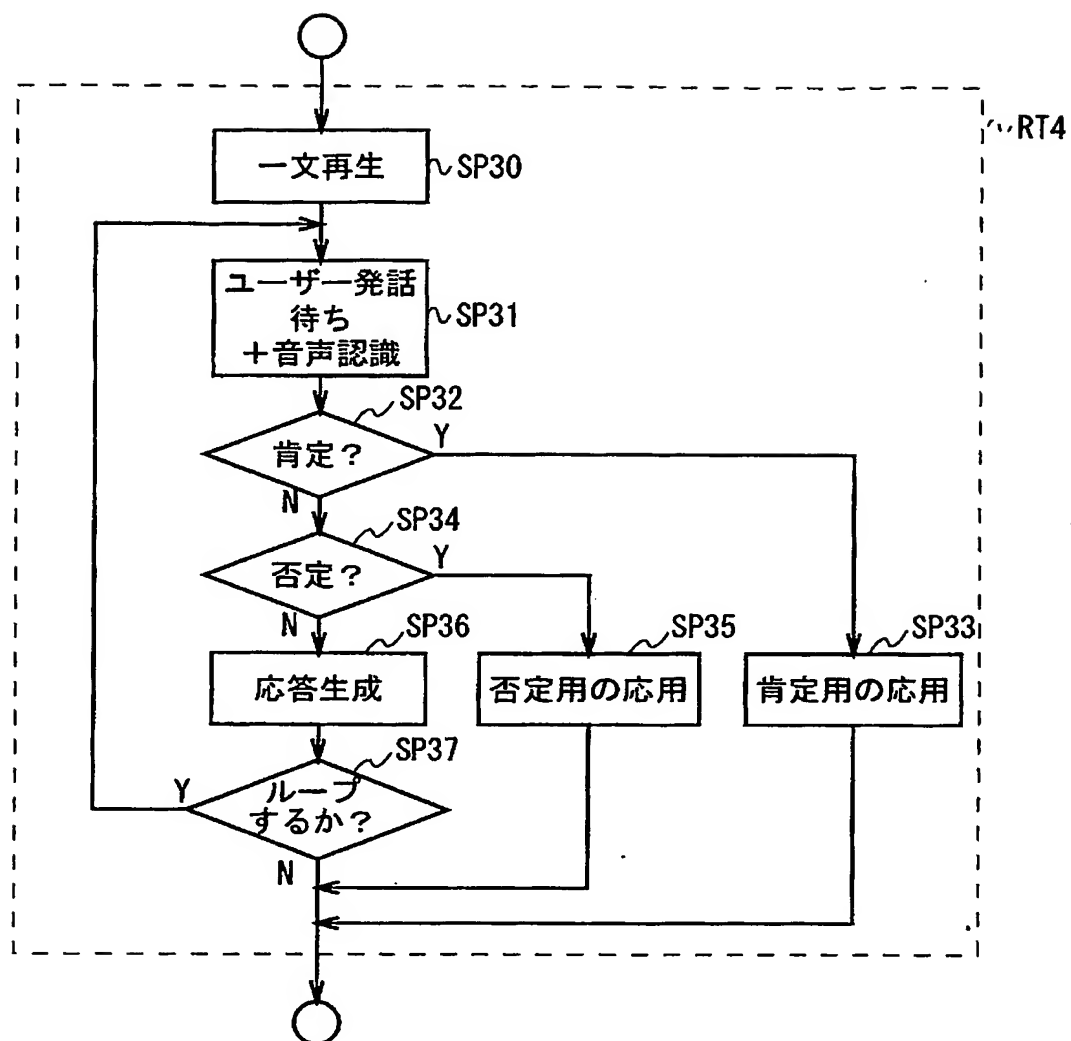 RT4
一文再生
SP30
ユーザー発話
待ち
+音声認識
SP31
SP32
肯定?
Y
N
SP34
否定?
Y
N
SP36
応答生成
SP35
否定用の応用
SP33
肯定用の応用
SP37
ループ
するか?
Y
N